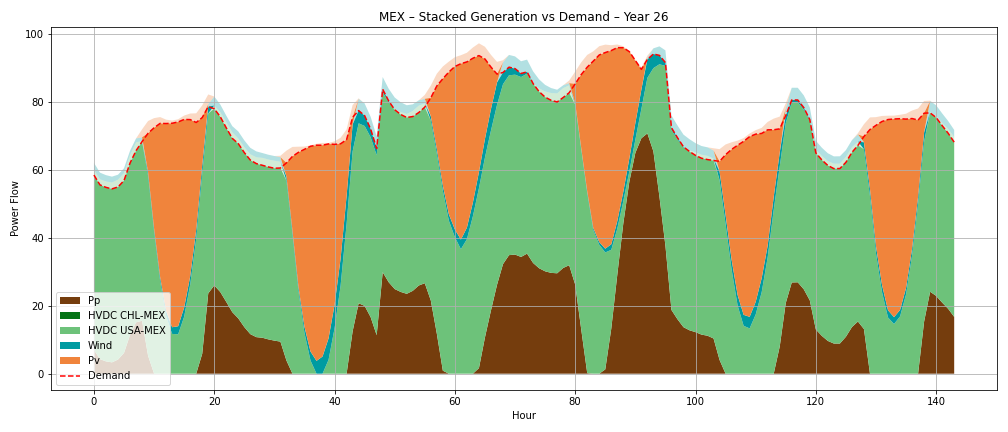 MEX – Stacked Generation vs Demand – Year 26
Power Flow
100
80
60
40
20
0
Pp
HVDC CHL-MEX
HVDC USA-MEX
Wind
Pv
Demand
0 20 40 60 80 100 120 140
Hour